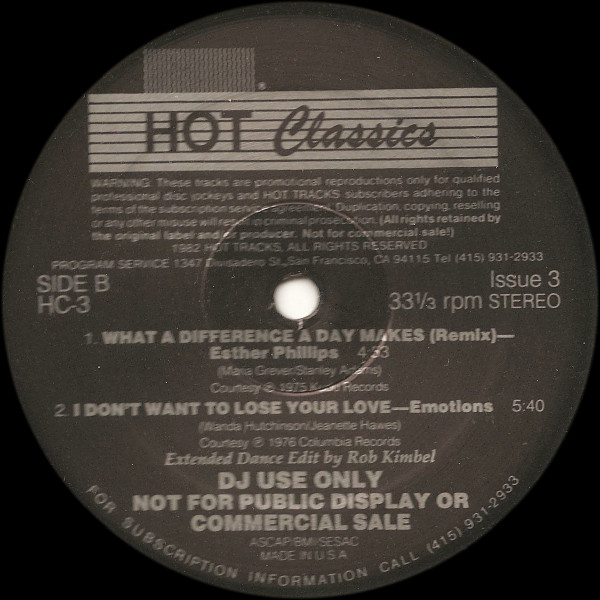 ®
HOT Classics
WARNING: These tracks are promotional reproductions only for qualified
professional disc jockeys and HOT TRACKS subscribers adhering to the
terms of the subscription service agreement. Duplication, copying, reselling
or any other misuse will result in criminal prosecution. (All rights retained by
the original label and/or producer. Not for commercial sale!)
1982 HOT TRACKS, ALL RIGHTS RESERVED
PROGRAM SERVICE 1347 Divisadero St., San Francisco, CA 94115 Tel (415) 931-2933
SIDE B
HC-3
Issue 3
33⅓ rpm STEREO
1. WHAT A DIFFERENCE A DAY MAKES (Remix)—
Esther Phillips 4:33
(Maria Grever/Stanley Adams)
Courtesy ℗ 1975 Kudu Records
2. I DON'T WANT TO LOSE YOUR LOVE—Emotions 5:40
(Wanda Hutchinson/Jeanette Hawes)
Courtesy ℗ 1976 Columbia Records
Extended Dance Edit by Rob Kimbel
DJ USE ONLY
NOT FOR PUBLIC DISPLAY OR
COMMERCIAL SALE
ASCAP/BMI/SESAC
MADE IN U.S.A.
FOR SUBSCRIPTION INFORMATION CALL (415) 931-2933